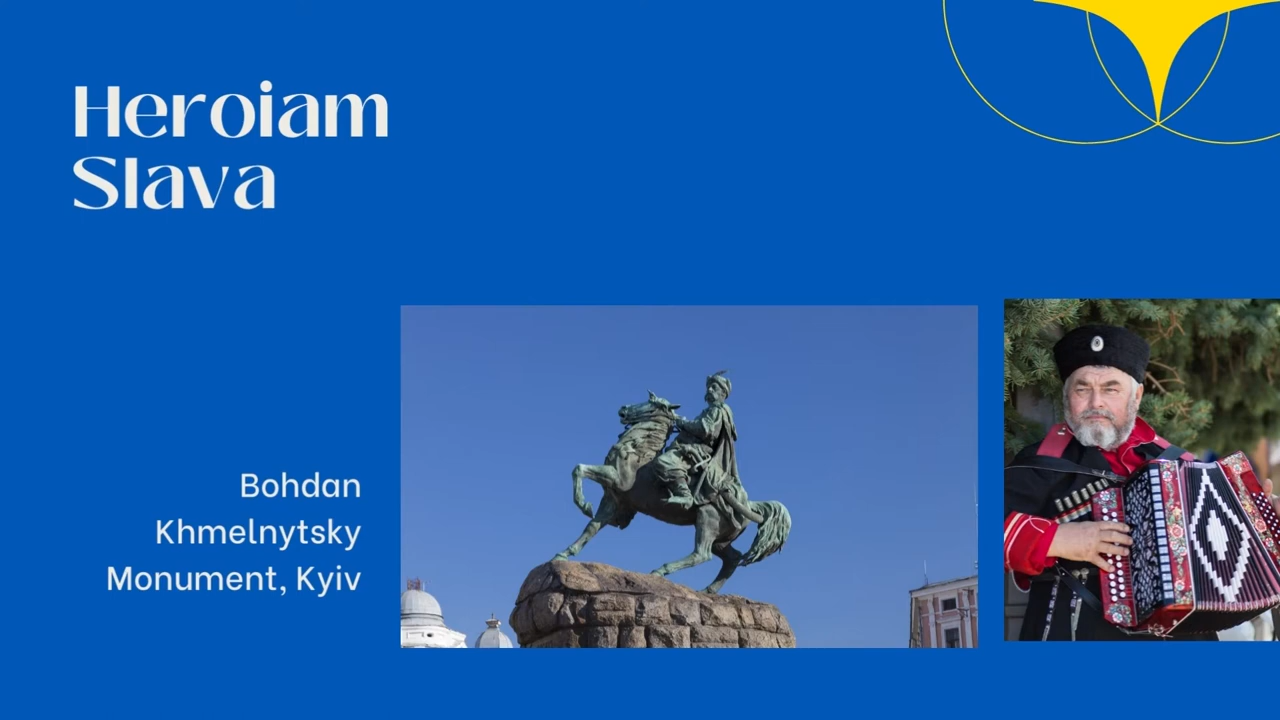 Heroiam
Slava
Bohdan
Khmelnytsky
Monument, Kyiv